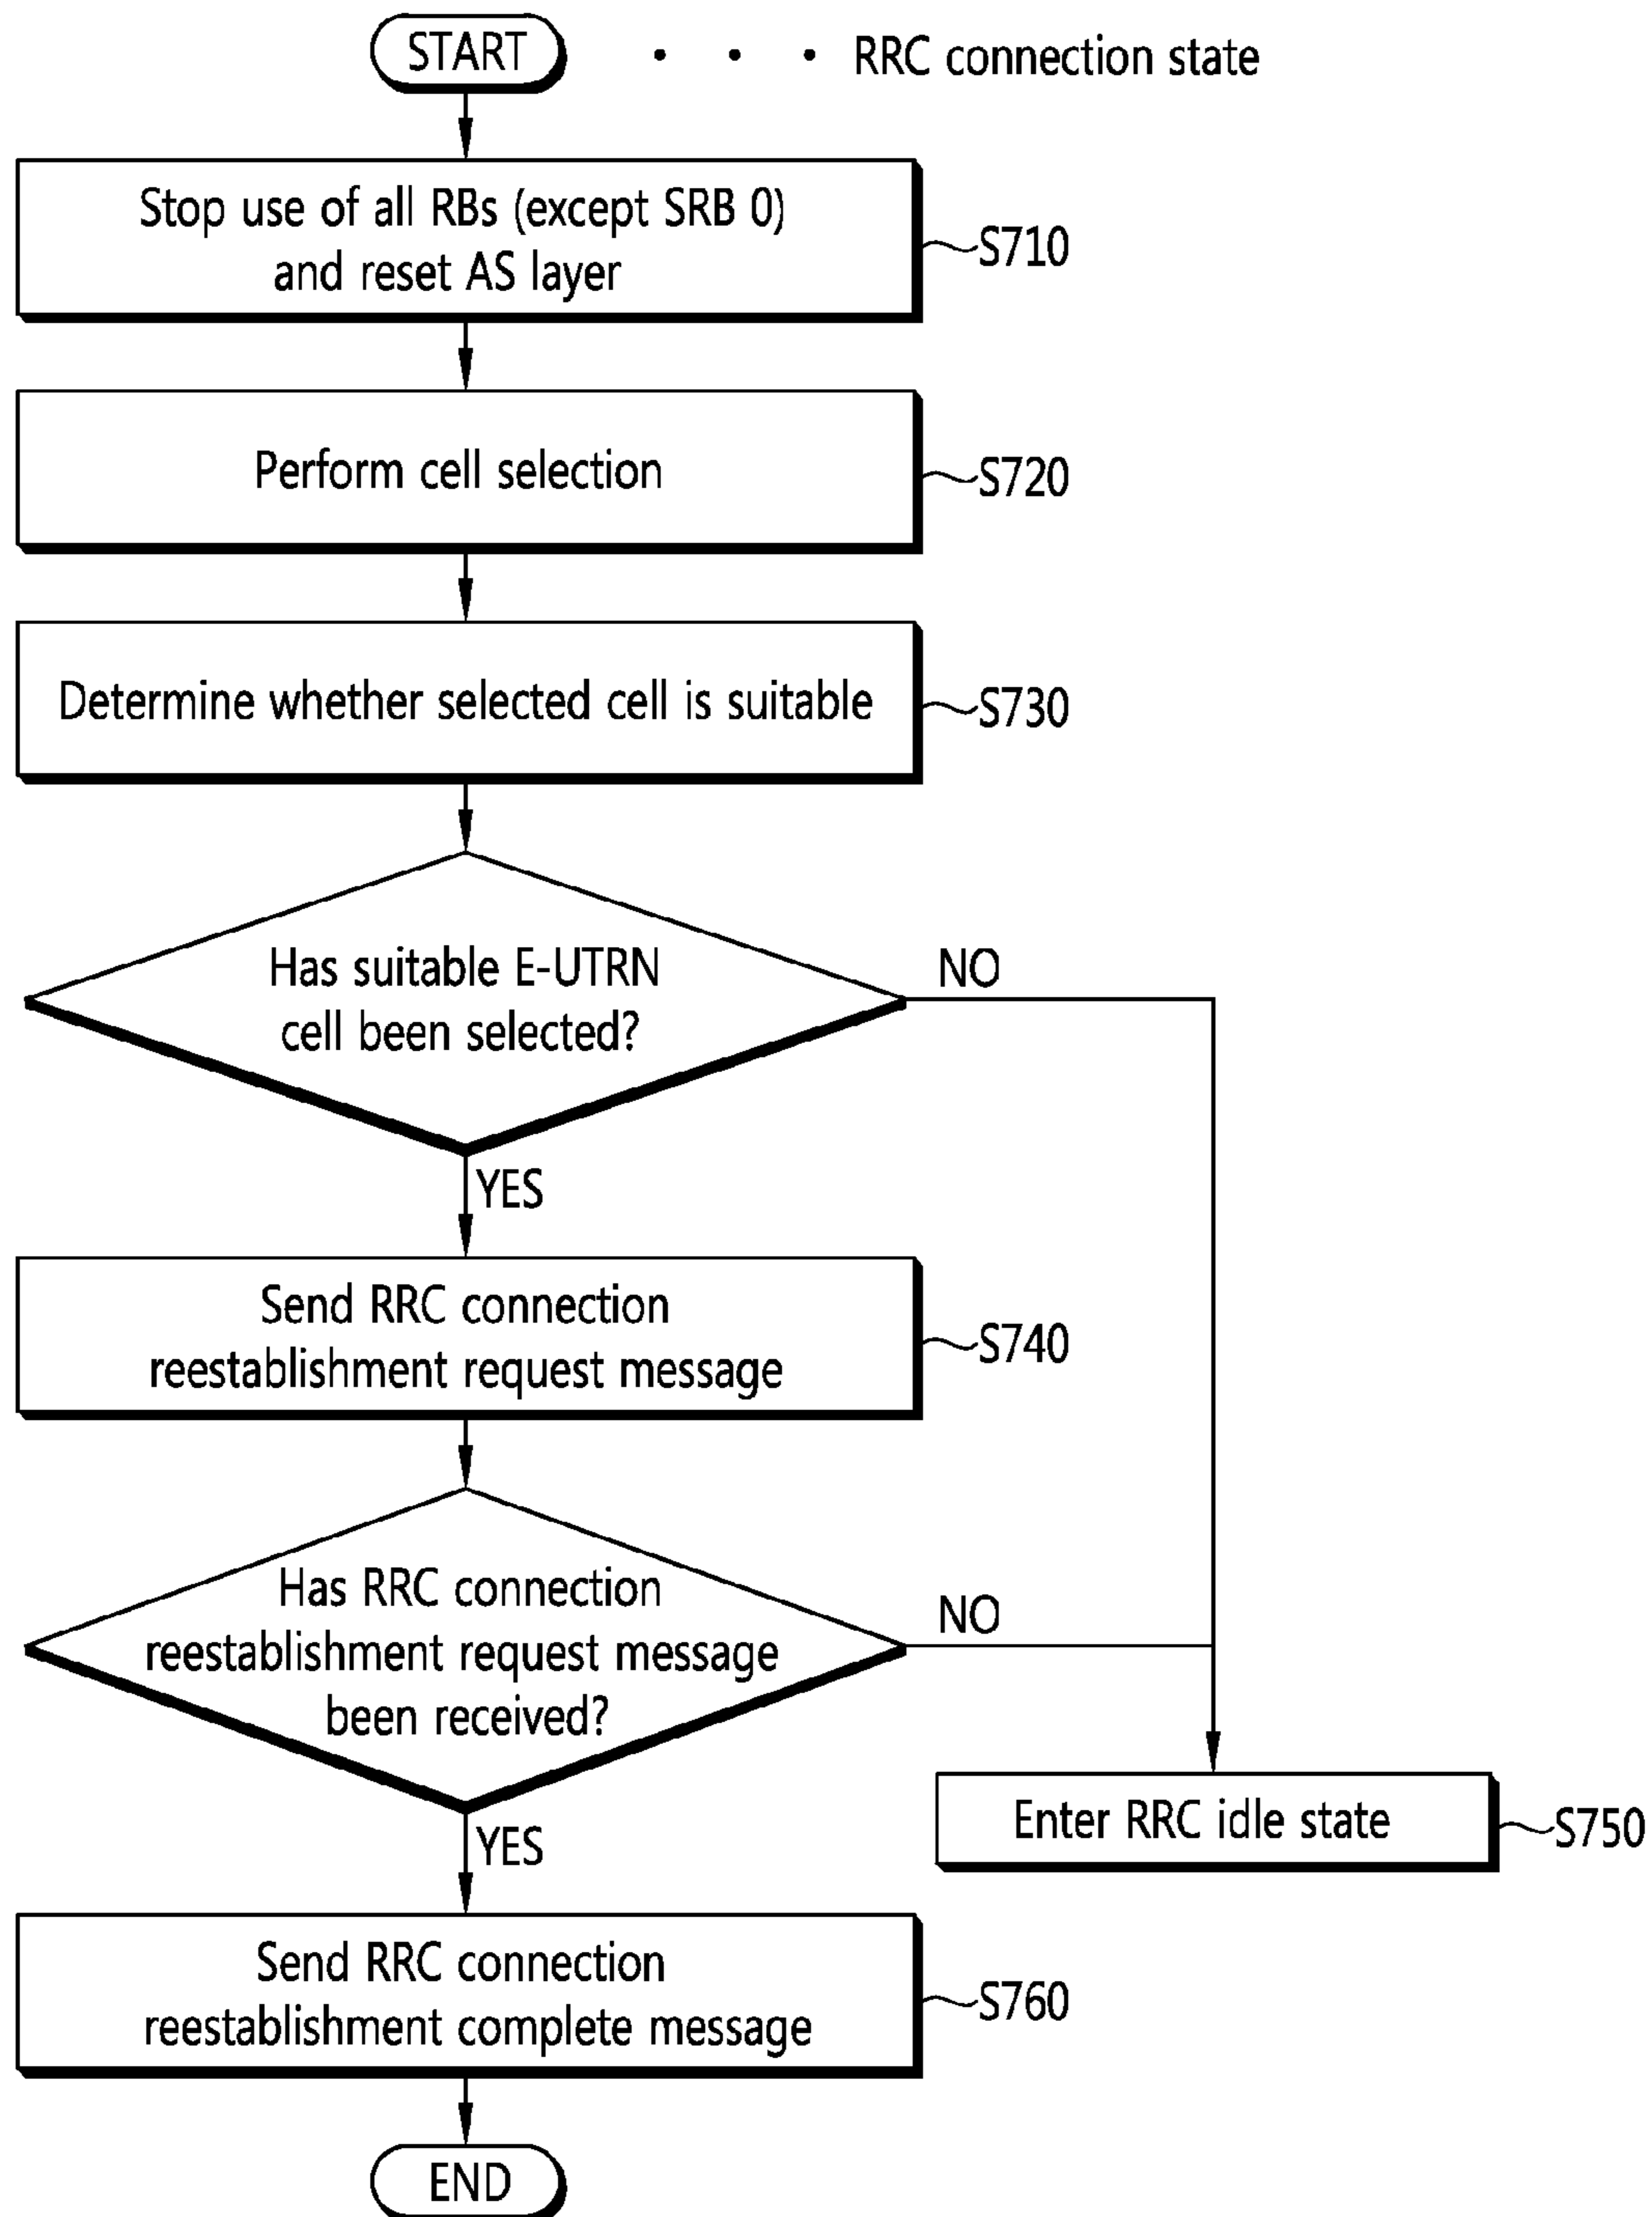 START
· · · RRC connection state
Stop use of all RBs (except SRB 0)
and reset AS layer
S710
Perform cell selection
S720
Determine whether selected cell is suitable
S730
Has suitable E-UTRN
cell been selected?
NO
YES
Send RRC connection
reestablishment request message
S740
Has RRC connection
reestablishment request message
been received?
NO
YES
Enter RRC idle state
S750
Send RRC connection
reestablishment complete message
S760
END